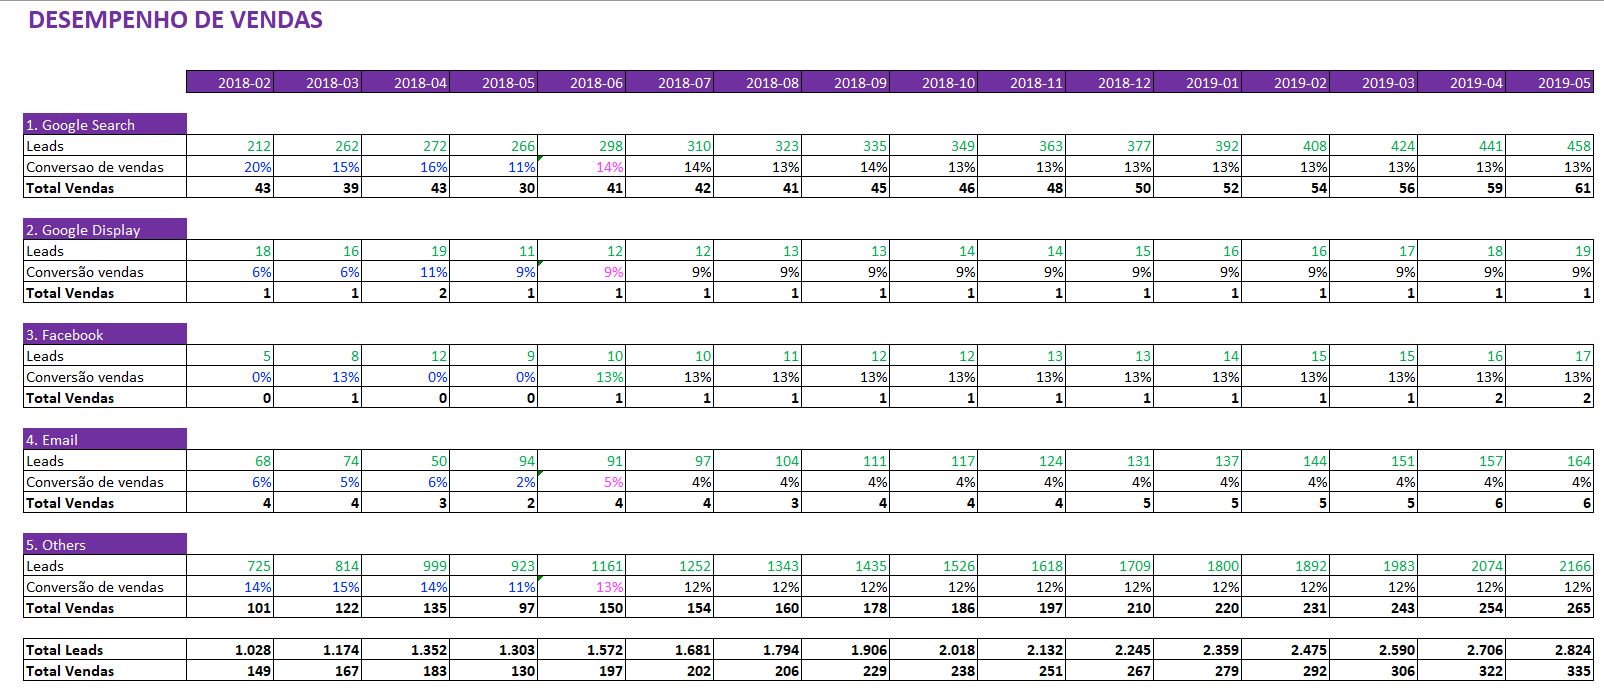 DESEMPENHO DE VENDAS
2018-02 2018-03 2018-04 2018-05 2018-06 2018-07 2018-08 2018-09 2018-10 2018-11 2018-12 2019-01 2019-02 2019-03 2019-04 2019-05
1. Google Search
Leads 212 262 272 266 298 310 323 335 349 363 377 392 408 424 441 458
Conversao de vendas 20% 15% 16% 11% 14% 14% 13% 14% 13% 13% 13% 13% 13% 13% 13% 13%
Total Vendas 43 39 43 30 41 42 41 45 46 48 50 52 54 56 59 61
2. Google Display
Leads 18 16 19 11 12 12 13 13 14 14 15 16 16 17 18 19
Conversão vendas 6% 6% 11% 9% 9% 9% 9% 9% 9% 9% 9% 9% 9% 9% 9% 9%
Total Vendas 1 1 2 1 1 1 1 1 1 1 1 1 1 1 1 1
3. Facebook
Leads 5 8 12 9 10 10 11 12 12 13 13 14 15 15 16 17
Conversão vendas 0% 13% 0% 0% 13% 13% 13% 13% 13% 13% 13% 13% 13% 13% 13% 13%
Total Vendas 0 1 0 0 1 1 1 1 1 1 1 1 1 1 2 2
4. Email
Leads 68 74 50 94 91 97 104 111 117 124 131 137 144 151 157 164
Conversão de vendas 6% 5% 6% 2% 5% 4% 4% 4% 4% 4% 4% 4% 4% 4% 4% 4%
Total Vendas 4 4 3 2 4 4 3 4 4 4 5 5 5 5 6 6
5. Others
Leads 725 814 999 923 1161 1252 1343 1435 1526 1618 1709 1800 1892 1983 2074 2166
Conversão de vendas 14% 15% 14% 11% 13% 12% 12% 12% 12% 12% 12% 12% 12% 12% 12% 12%
Total Vendas 101 122 135 97 150 154 160 178 186 197 210 220 231 243 254 265
Total Leads 1.028 1.174 1.352 1.303 1.572 1.681 1.794 1.906 2.018 2.132 2.245 2.359 2.475 2.590 2.706 2.824
Total Vendas 149 167 183 130 197 202 206 229 238 251 267 279 292 306 322 335